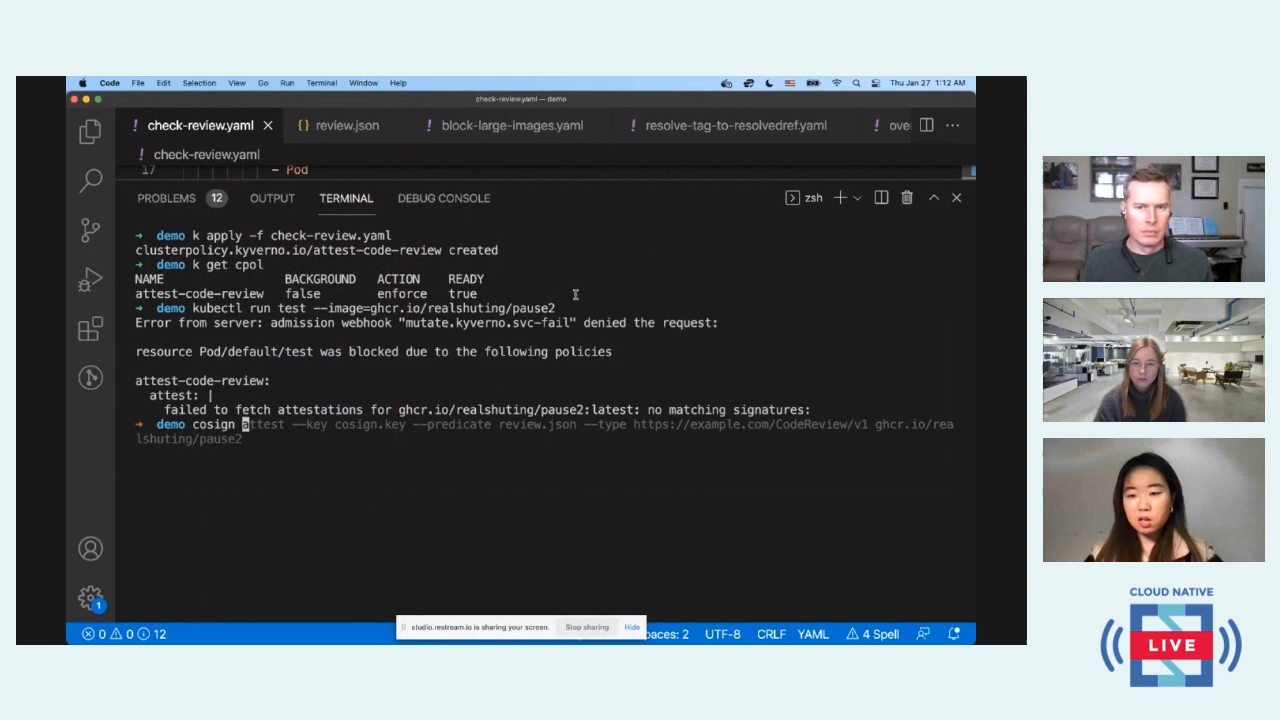 Code File Edit Selection View Go Run Terminal Window Help Thu Jan 27 1:12 AM
check-review.yaml — demo
! check-review.yaml {} review.json ! block-large-images.yaml ! resolve-tag-to-resolvedref.yaml ! ove
! check-review.yaml
17 - Pod
PROBLEMS 12 OUTPUT TERMINAL DEBUG CONSOLE zsh
→ demo k apply -f check-review.yaml
clusterpolicy.kyverno.io/attest-code-review created
→ demo k get cpol
NAME BACKGROUND ACTION READY
attest-code-review false enforce true
→ demo kubectl run test --image=ghcr.io/realshuting/pause2
Error from server: admission webhook "mutate.kyverno.svc-fail" denied the request:
resource Pod/default/test was blocked due to the following policies
attest-code-review:
attest: |
failed to fetch attestations for ghcr.io/realshuting/pause2:latest: no matching signatures:
→ demo cosign attest --key cosign.key --predicate review.json --type https://example.com/CodeReview/v1 ghcr.io/rea
lshuting/pause2
1
studio.restream.io is sharing your screen. Stop sharing Hide
0 0 12 paces: 2 UTF-8 CRLF YAML 4 Spell
CLOUD NATIVE
LIVE